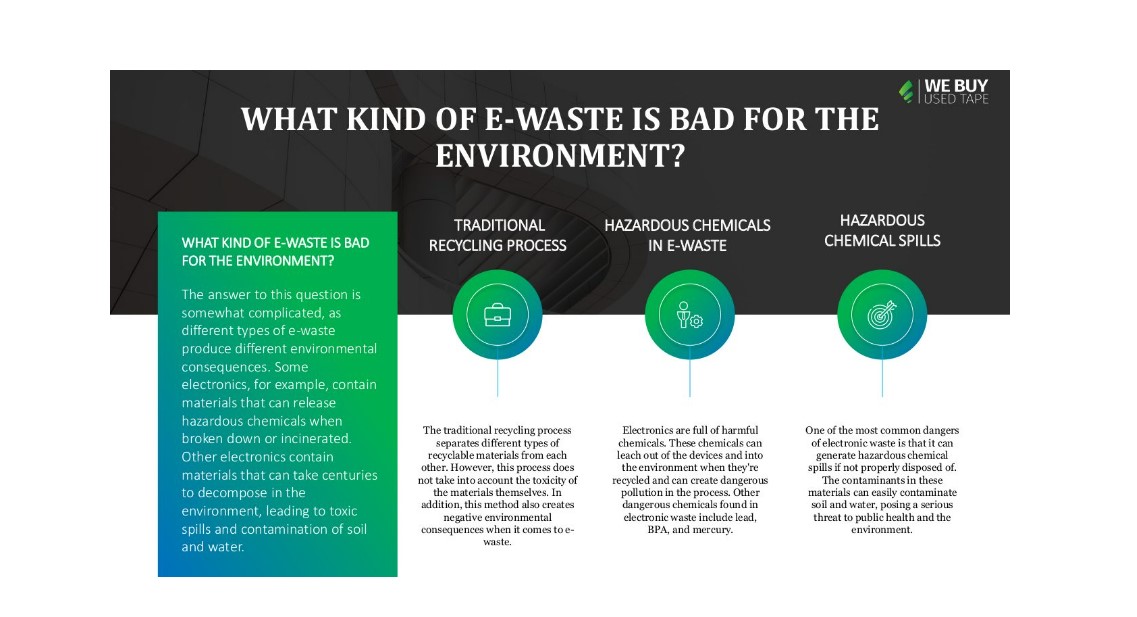 WE BUY
USED TAPE
WHAT KIND OF E-WASTE IS BAD FOR THE
ENVIRONMENT?
WHAT KIND OF E-WASTE IS BAD
FOR THE ENVIRONMENT?
The answer to this question is
somewhat complicated, as
different types of e-waste
produce different environmental
consequences. Some
electronics, for example, contain
materials that can release
hazardous chemicals when
broken down or incinerated.
Other electronics contain
materials that can take centuries
to decompose in the
environment, leading to toxic
spills and contamination of soil
and water.
TRADITIONAL
RECYCLING PROCESS
The traditional recycling process
separates different types of
recyclable materials from each
other. However, this process does
not take into account the toxicity of
the materials themselves. In
addition, this method also creates
negative environmental
consequences when it comes to e-
waste.
HAZARDOUS CHEMICALS
IN E-WASTE
Electronics are full of harmful
chemicals. These chemicals can
leach out of the devices and into
the environment when they're
recycled and can create dangerous
pollution in the process. Other
dangerous chemicals found in
electronic waste include lead,
BPA, and mercury.
HAZARDOUS
CHEMICAL SPILLS
One of the most common dangers
of electronic waste is that it can
generate hazardous chemical
spills if not properly disposed of.
The contaminants in these
materials can easily contaminate
soil and water, posing a serious
threat to public health and the
environment.